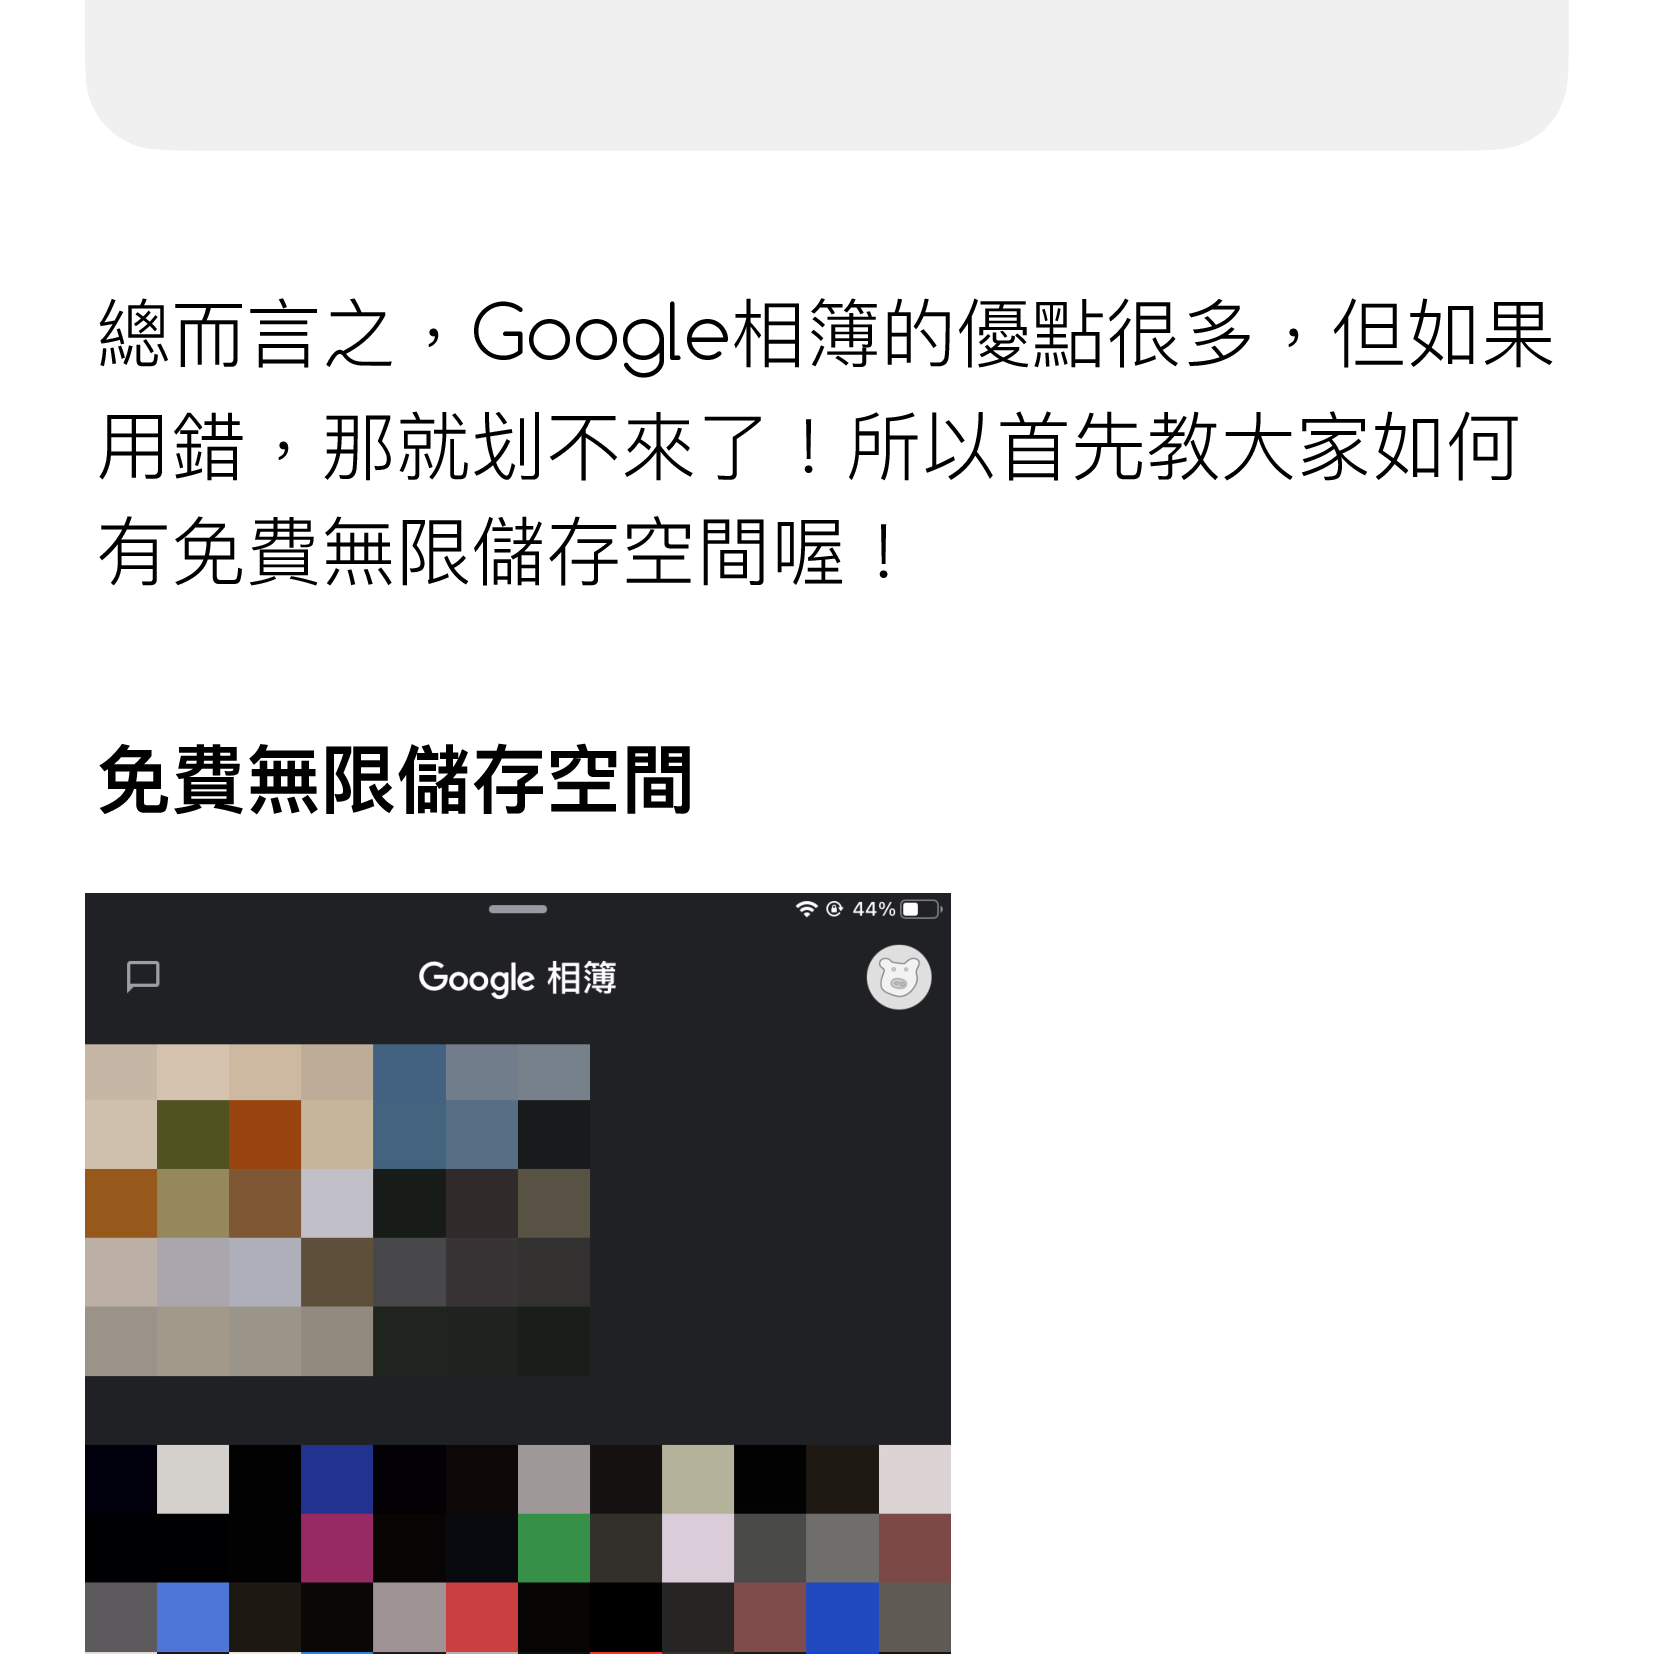 總而言之，Google相簿的優點很多，但如果
用錯，那就划不來了！所以首先教大家如何
有免費無限儲存空間喔！
免費無限儲存空間
44%
Google 相簿